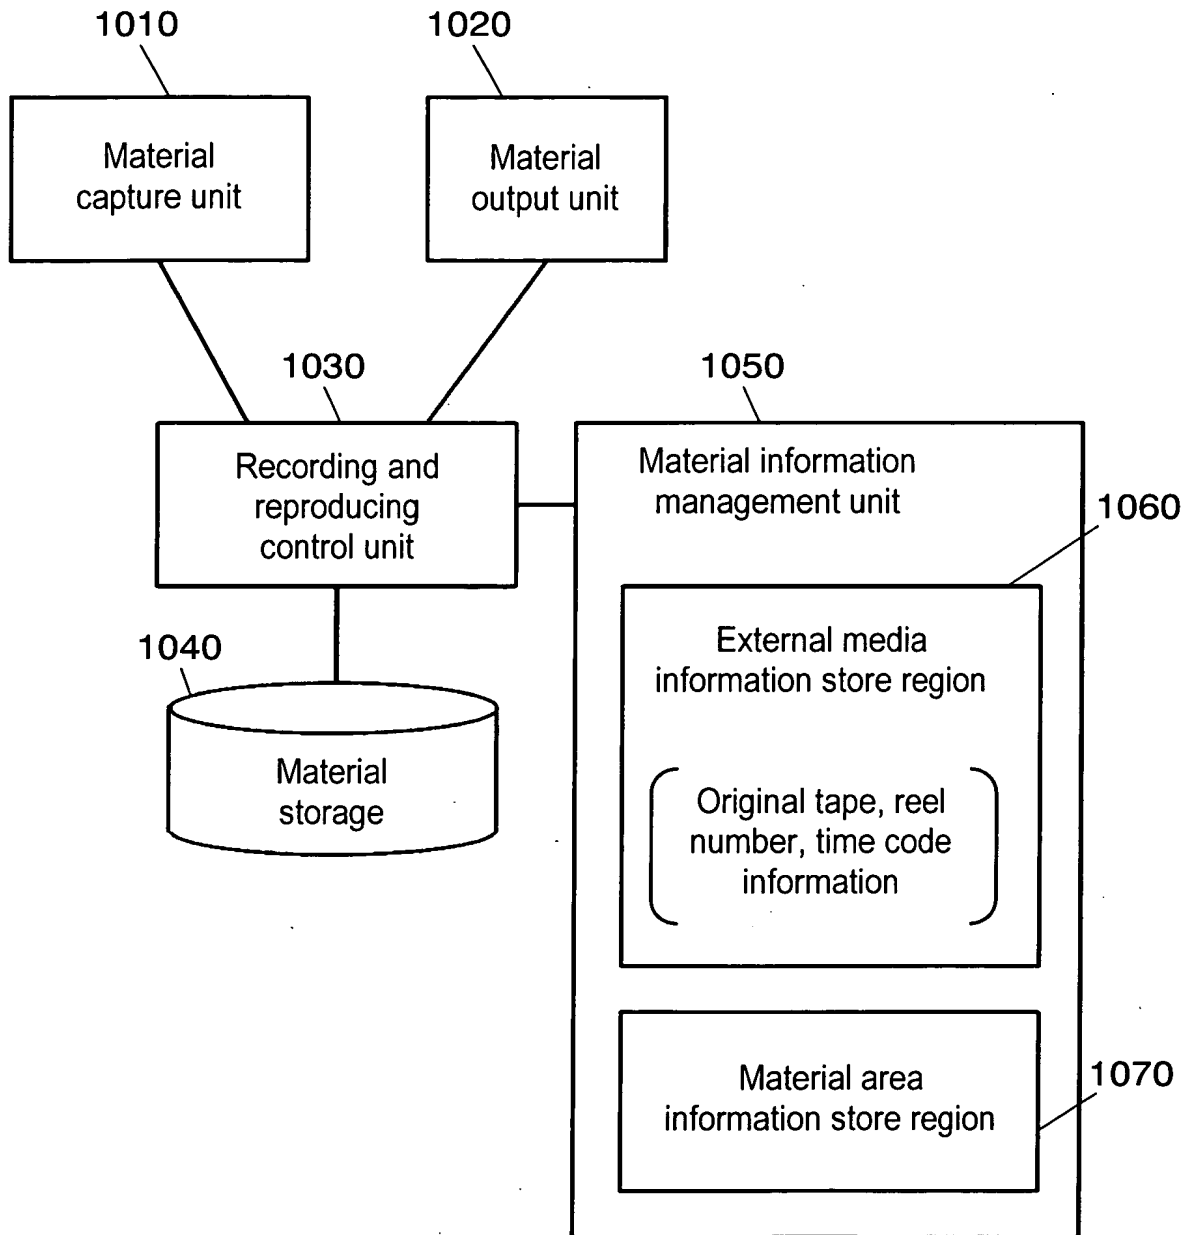 1010
1020
Material
capture unit
Material
output unit
1030
1050
Recording and
reproducing
control unit
Material information
management unit
1060
1040
External media
information store region
Material
storage
Original tape, reel
number, time code
information
1070
Material area
information store region